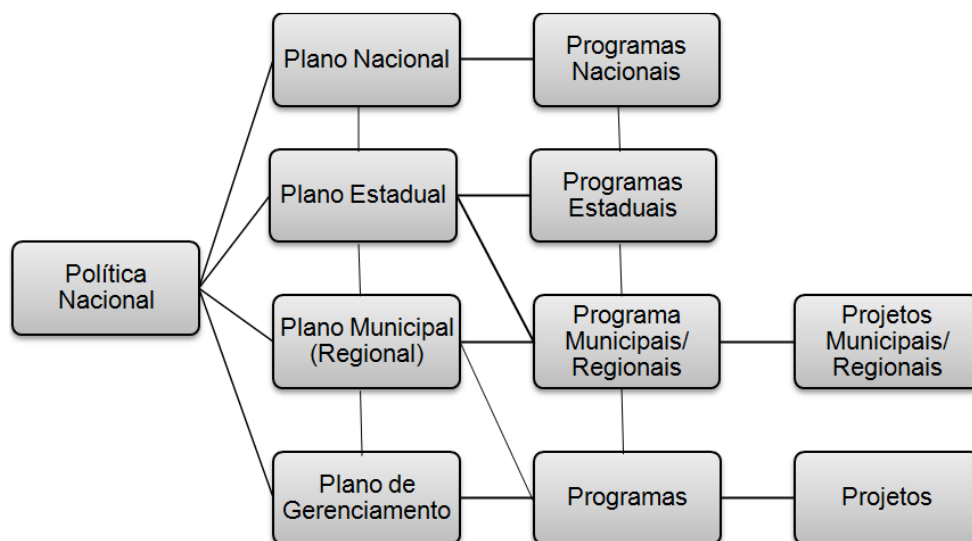 Plano Nacional
Programas
Nacionais
Plano Estadual
Programas
Estaduais
Política
Nacional
Plano Municipal
(Regional)
Programa
Municipais/
Regionais
Projetos
Municipais/
Regionais
Plano de
Gerenciamento
Programas
Projetos